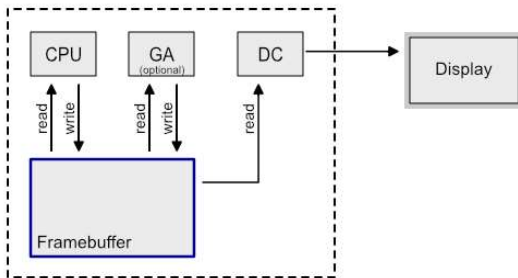 CPU
GA
(optional)
DC
Display
read
write
read
write
read
Framebuffer